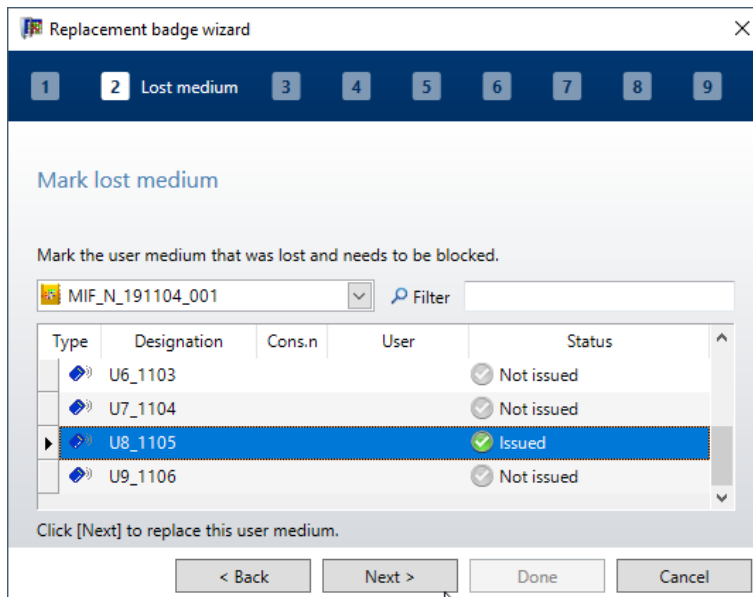 Replacement badge wizard
1 2 Lost medium 3 4 5 6 7 8 9
Mark lost medium
Mark the user medium that was lost and needs to be blocked.
MIF_N_191104_001 Filter
Type Designation Cons.n User Status
U6_1103 Not issued
U7_1104 Not issued
U8_1105 Issued
U9_1106 Not issued
Click [Next] to replace this user medium.
< Back Next > Done Cancel